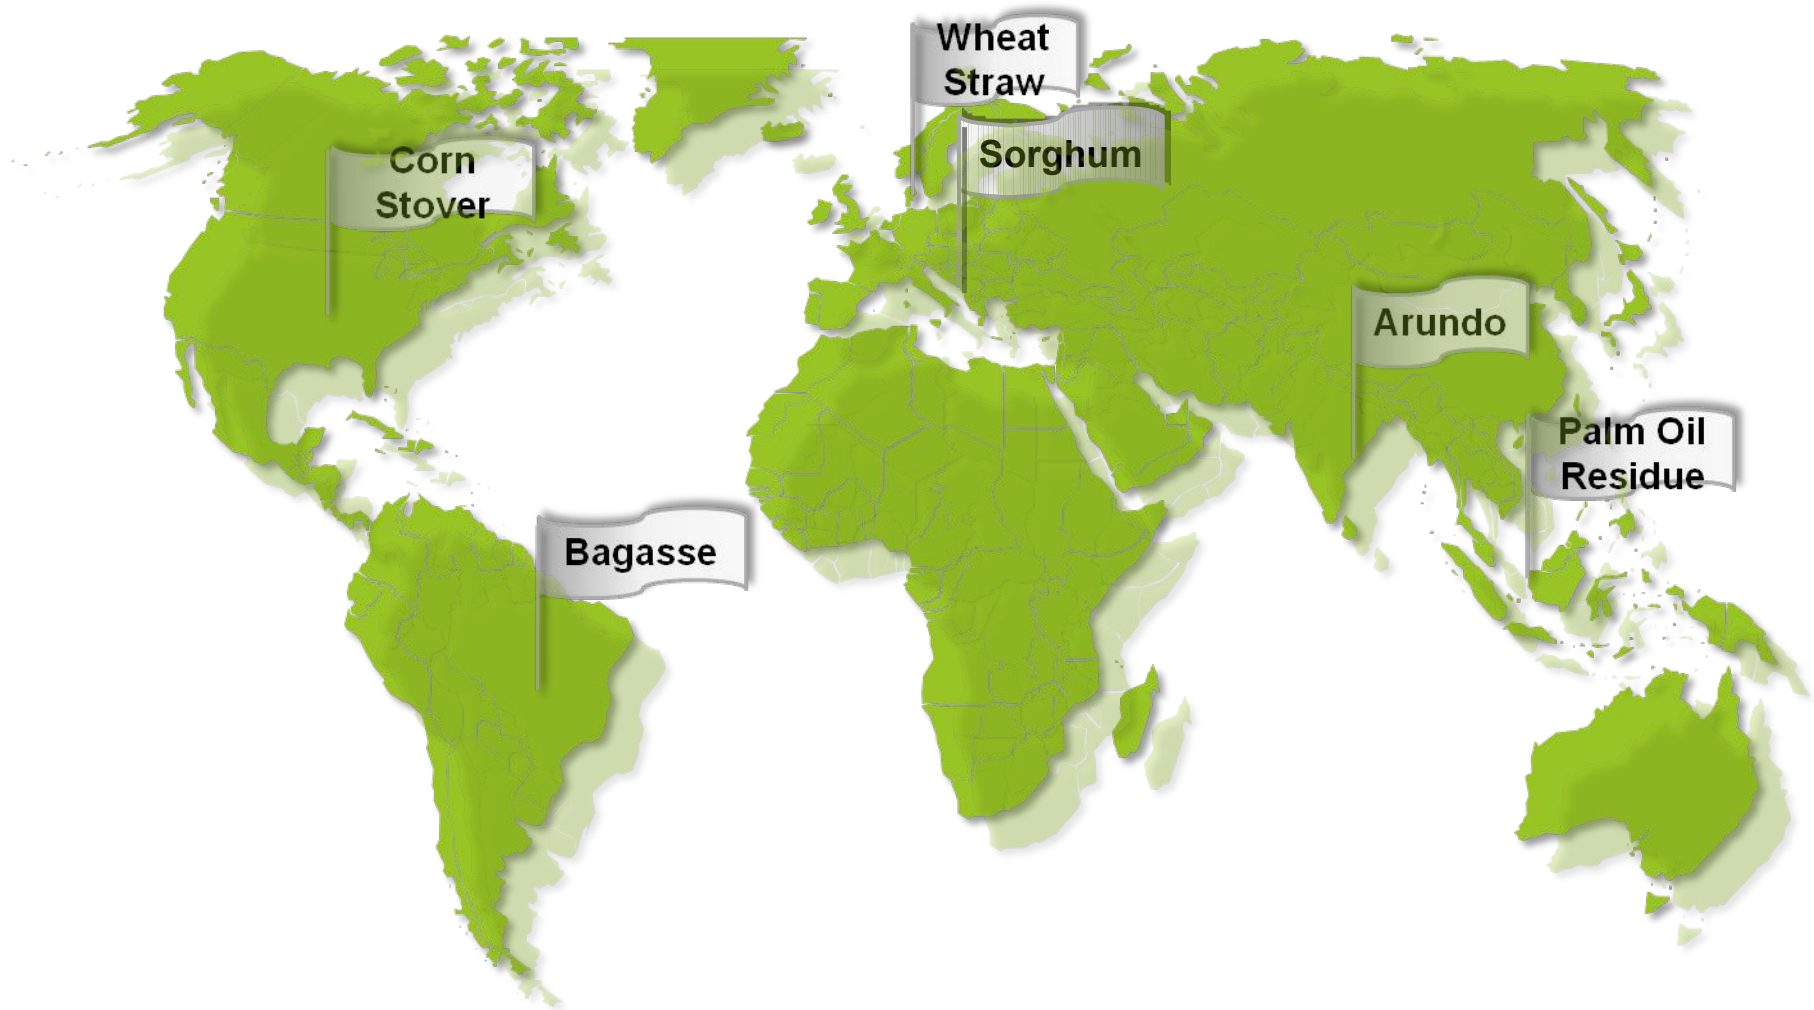 Wheat
Straw
Corn
Stover
Sorghum
Arundo
Palm Oil
Residue
Bagasse